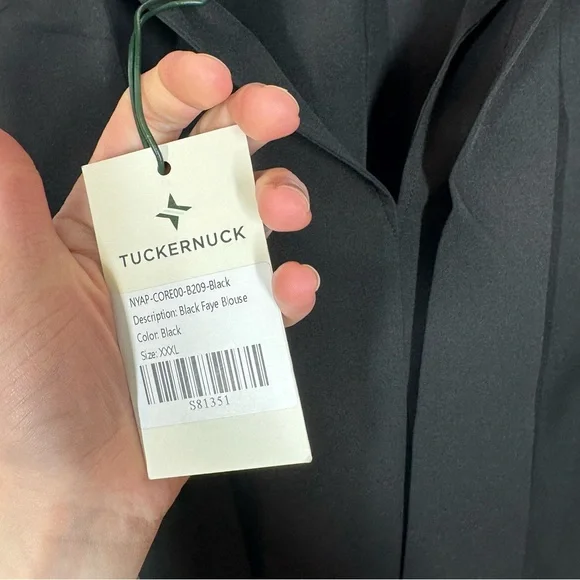 TUCKERNUCK
NYAP-CORE00-B209-Black
Description: Black Faye Blouse
Color: Black
Size: XXXL
S81351